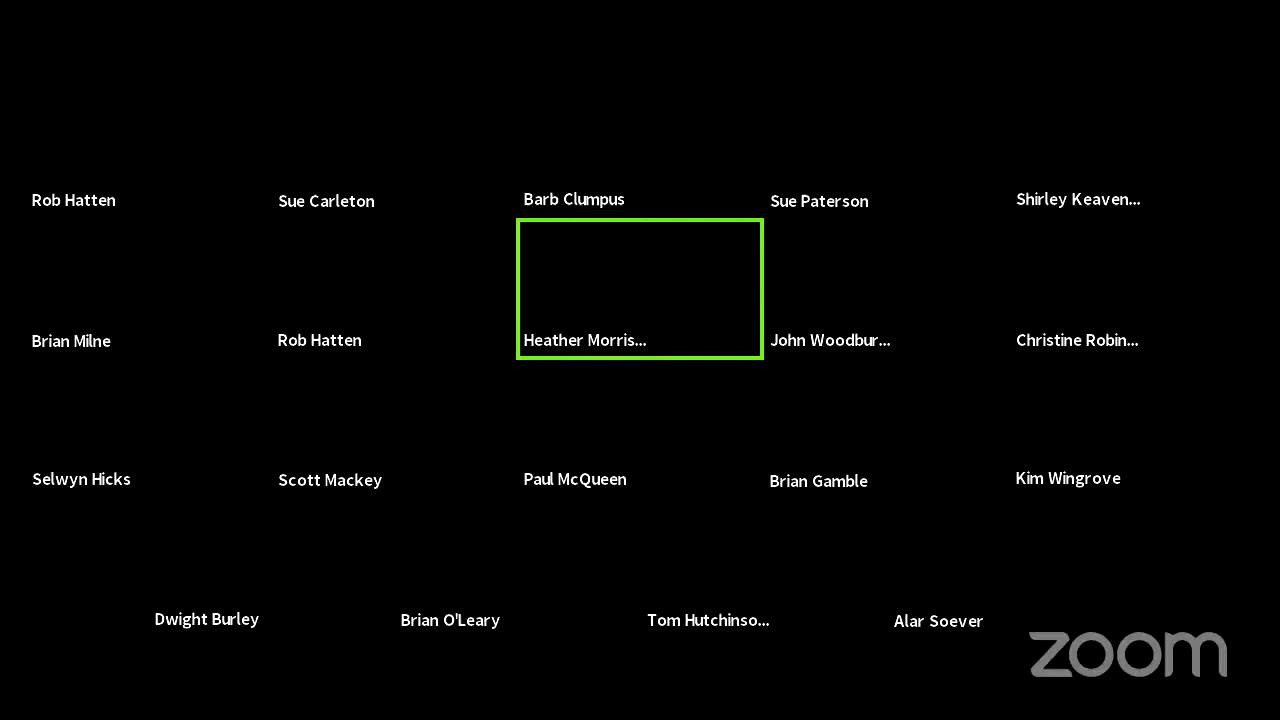 Rob Hatten
Sue Carleton
Barb Clumpus
Sue Paterson
Shirley Keaven...
Brian Milne
Rob Hatten
Heather Morris...
John Woodbur...
Christine Robin...
Selwyn Hicks
Scott Mackey
Paul McQueen
Brian Gamble
Kim Wingrove
Dwight Burley
Brian O'Leary
Tom Hutchinso...
Alar Soever
zoom